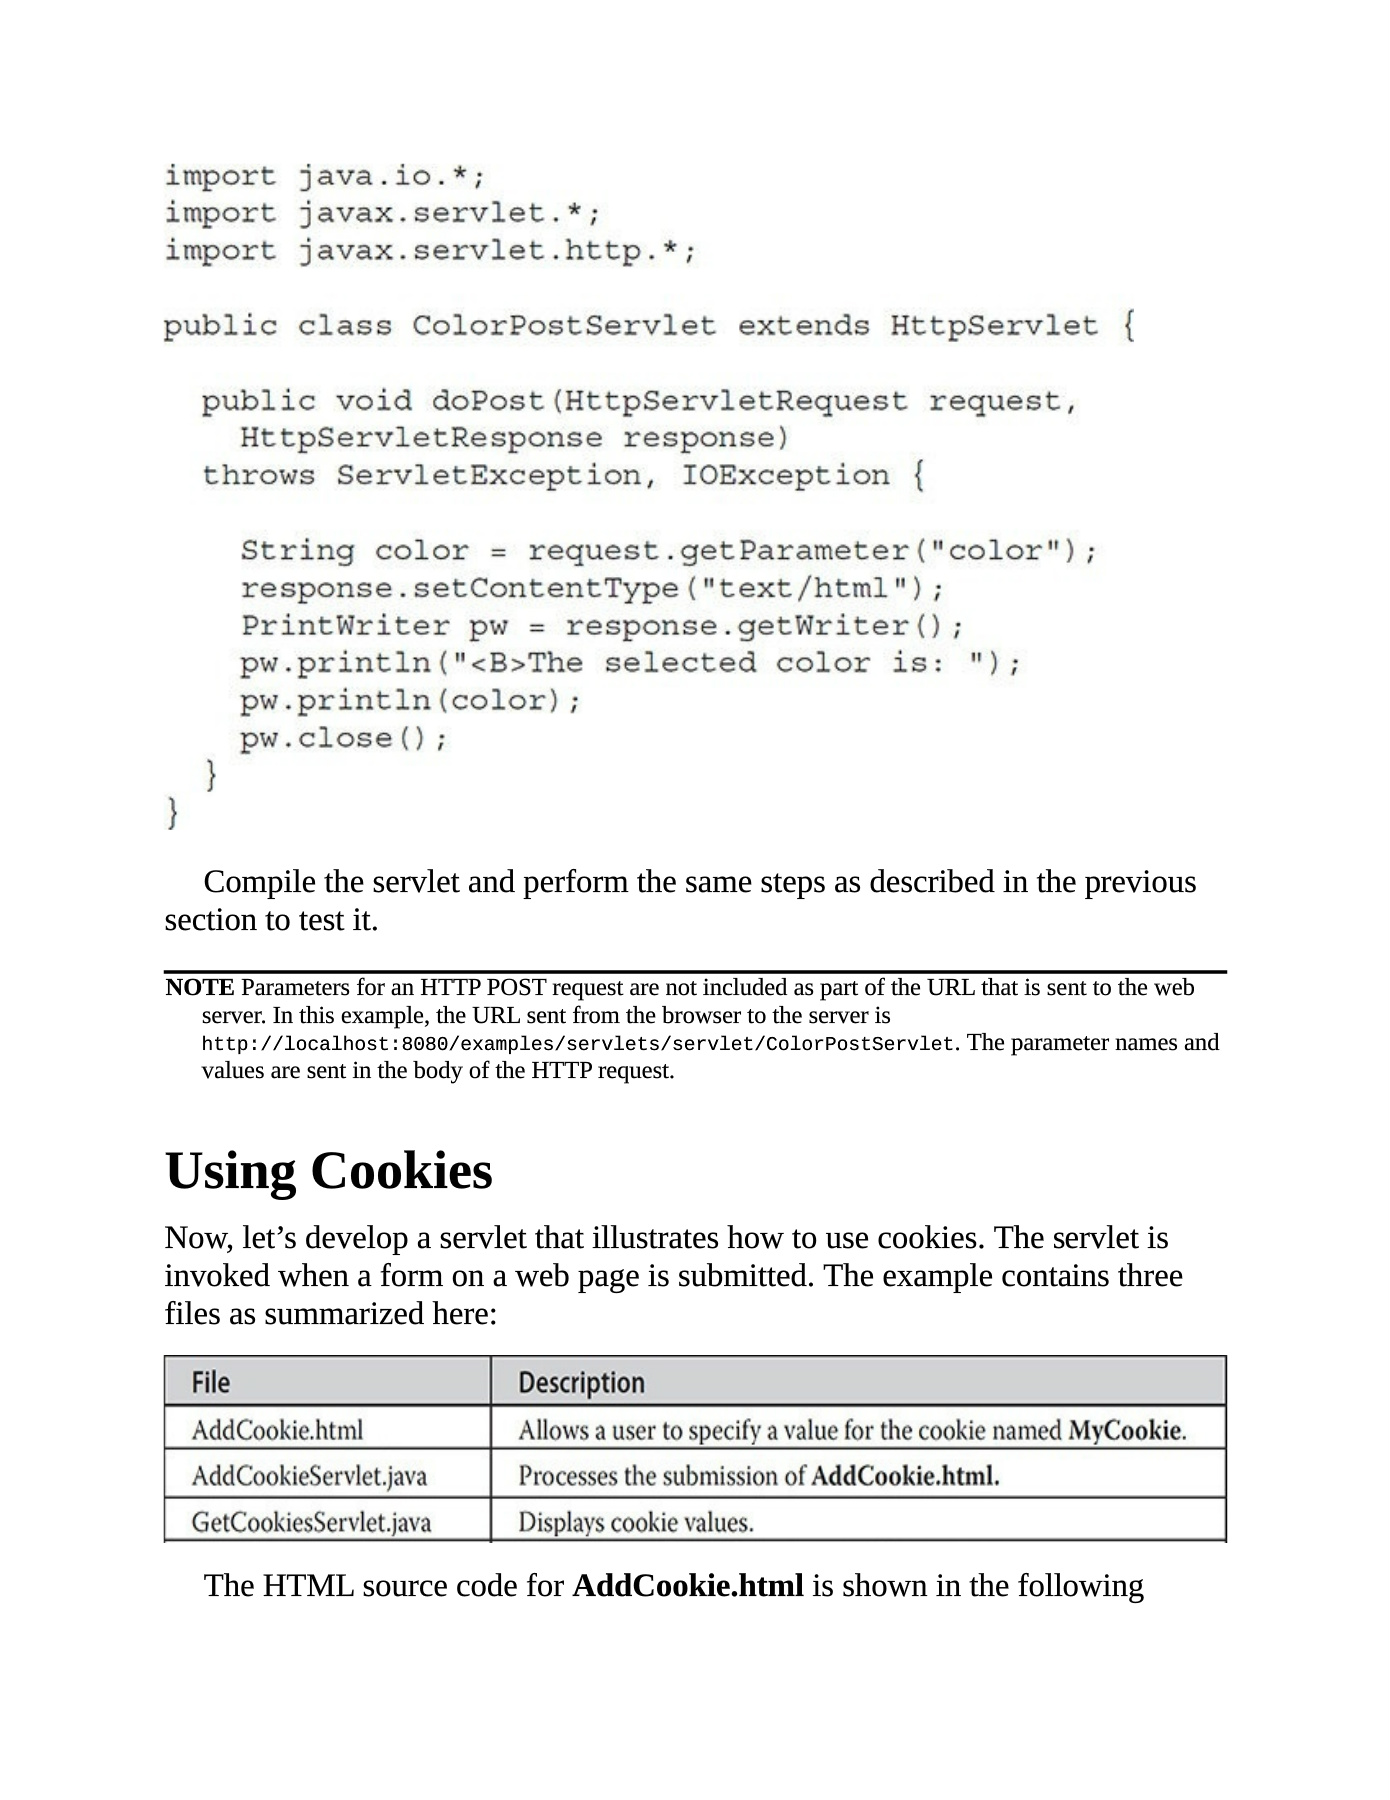 import java.io.*;
import javax.servlet.*;
import javax.servlet.http.*;

public class ColorPostServlet extends HttpServlet {

  public void doPost(HttpServletRequest request,
    HttpServletResponse response)
  throws ServletException, IOException {

    String color = request.getParameter("color");
    response.setContentType("text/html");
    PrintWriter pw = response.getWriter();
    pw.println("<B>The selected color is: ");
    pw.println(color);
    pw.close();
  }
}
Compile the servlet and perform the same steps as described in the previous
section to test it.
NOTE Parameters for an HTTP POST request are not included as part of the URL that is sent to the web
server. In this example, the URL sent from the browser to the server is
http://localhost:8080/examples/servlets/servlet/ColorPostServlet. The parameter names and
values are sent in the body of the HTTP request.
Using Cookies
Now, let’s develop a servlet that illustrates how to use cookies. The servlet is
invoked when a form on a web page is submitted. The example contains three
files as summarized here:
File Description
AddCookie.html Allows a user to specify a value for the cookie named MyCookie.
AddCookieServlet.java Processes the submission of AddCookie.html.
GetCookiesServlet.java Displays cookie values.
The HTML source code for AddCookie.html is shown in the following